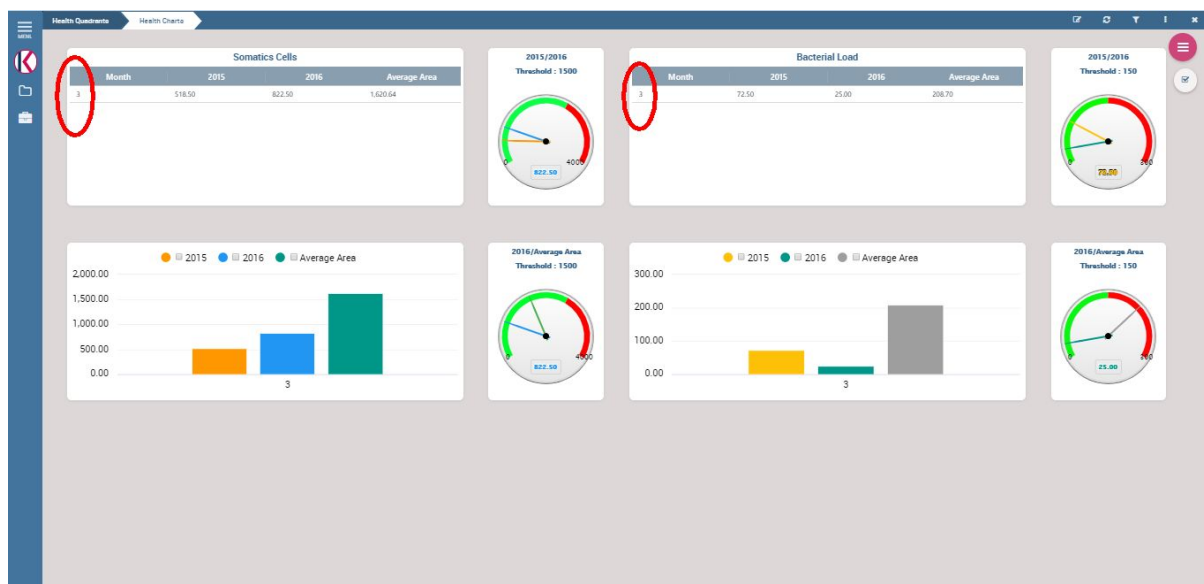 Health Quadrants Health Charts
MENU
Somatics Cells
Month 2015 2016 Average Area
3 518.50 822.50 1,620.64
2015/2016
Threshold : 1500
0 4000
822.50
Bacterial Load
Month 2015 2016 Average Area
3 72.50 25.00 208.70
2015/2016
Threshold : 150
0 300
72.50
2015 2016 Average Area
2,000.00
1,500.00
1,000.00
500.00
0.00
3
2016/Average Area
Threshold : 1500
0 4000
822.50
2015 2016 Average Area
300.00
200.00
100.00
0.00
3
2016/Average Area
Threshold : 150
0 300
25.00